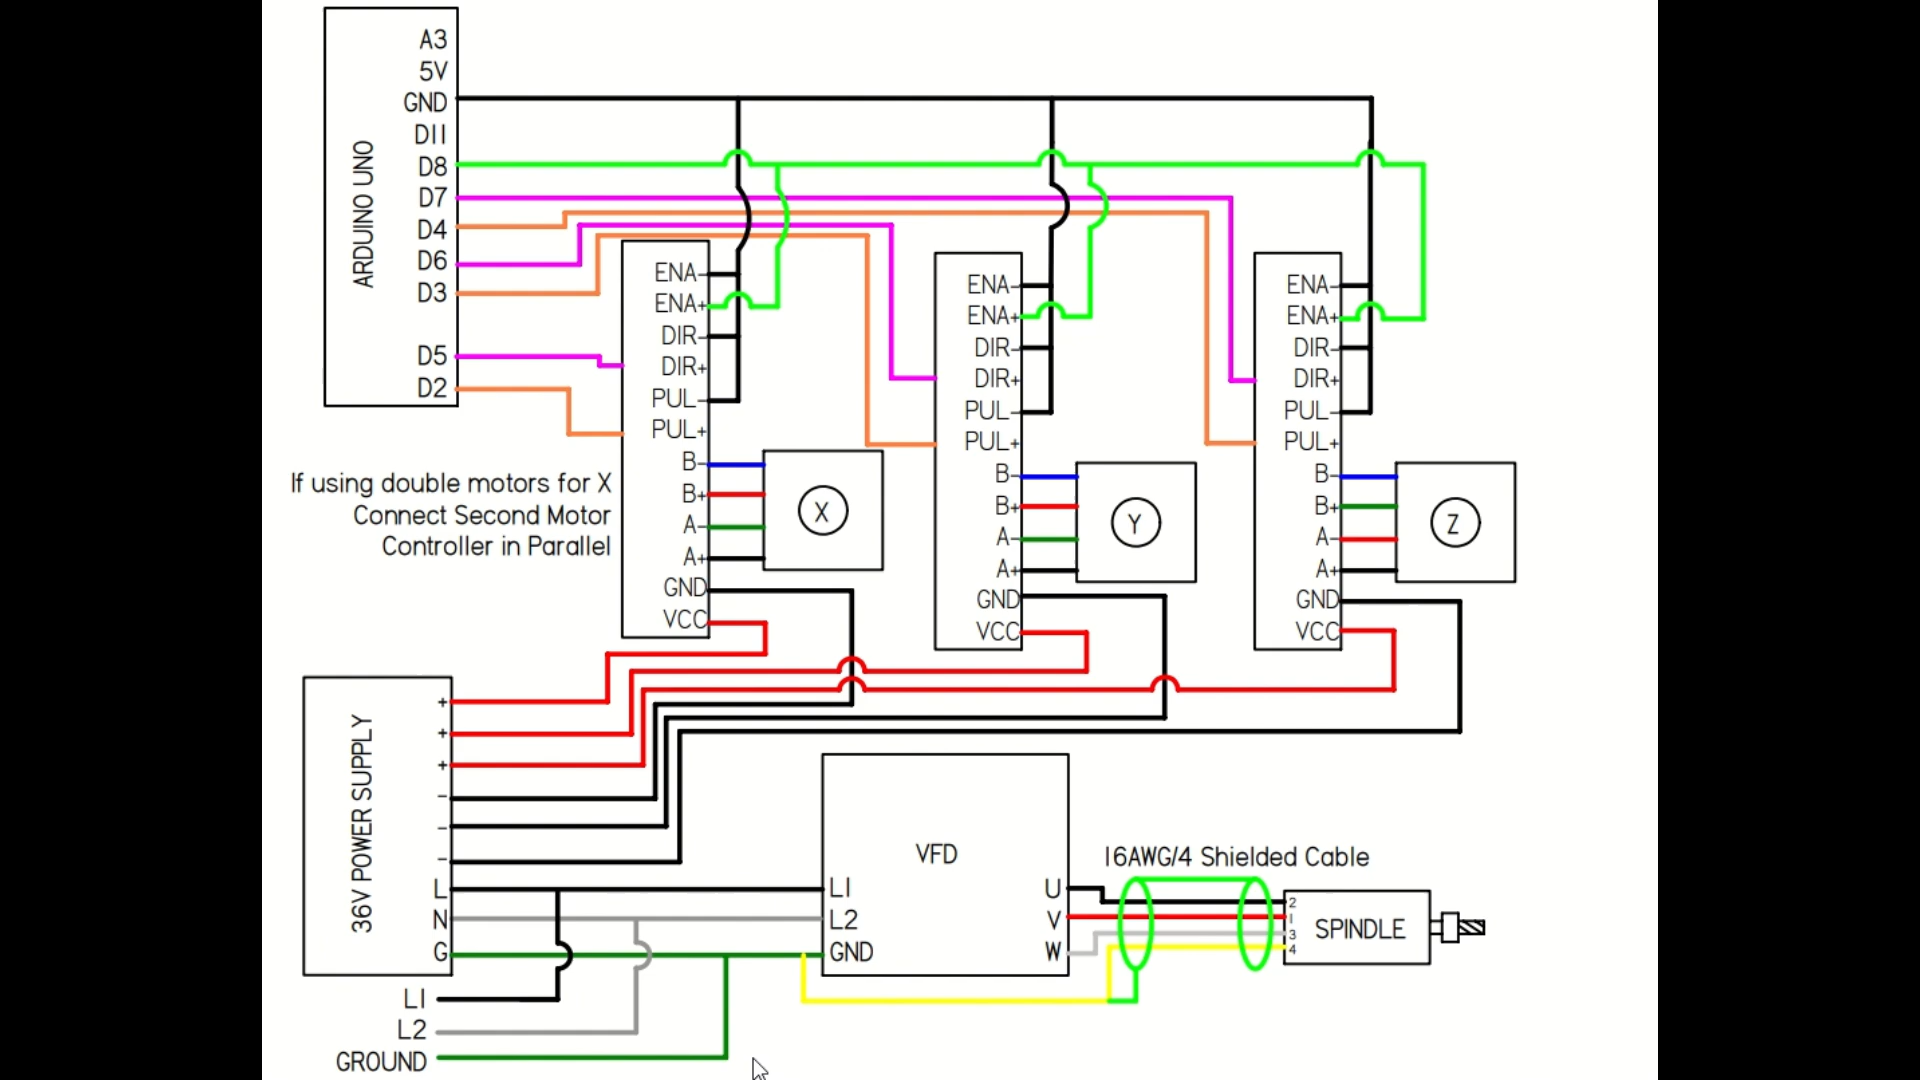 ARDUINO UNO
A3
5V
GND
D11
D8
D7
D4
D6
D3
D5
D2
ENA-
ENA+
DIR-
DIR+
PUL-
PUL+
B-
B+
A-
A+
GND
VCC
X
ENA-
ENA+
DIR-
DIR+
PUL-
PUL+
B-
B+
A-
A+
GND
VCC
Y
ENA-
ENA+
DIR-
DIR+
PUL-
PUL+
B-
B+
A-
A+
GND
VCC
Z
If using double motors for X
Connect Second Motor
Controller in Parallel
36V POWER SUPPLY
+
+
+
-
-
-
L
N
G
L1
L2
GROUND
VFD
L1
L2
GND
U
V
W
16AWG/4 Shielded Cable
2
1
3
4
SPINDLE